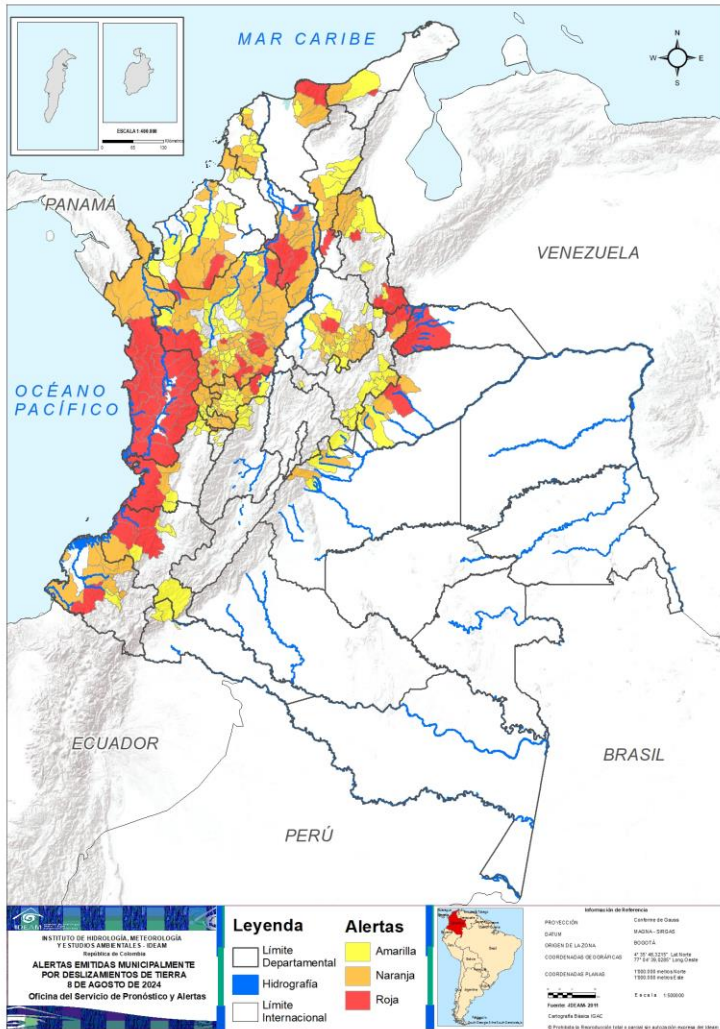 MAR CARIBE
N
W
E
S
ESCALA 1:400.000
PANAMÁ
VENEZUELA
OCÉANO
PACÍFICO
ECUADOR
BRASIL
PERÚ
IDEAM
INSTITUTO DE HIDROLOGÍA, METEOROLOGÍA
Y ESTUDIOS AMBIENTALES - IDEAM
República de Colombia
ALERTAS EMITIDAS MUNICIPALMENTE
POR DESLIZAMIENTOS DE TIERRA
8 DE AGOSTO DE 2024
Oficina del Servicio de Pronóstico y Alertas
Leyenda
Límite
Departamental
Hidrografía
Límite
Internacional
Alertas
Amarilla
Naranja
Roja
Información de Referencia
PROYECCIÓN
Conforme de Gauss
DATUM
MAGNA - SIRGAS
ORIGEN DE LA ZONA
BOGOTÁ
COORDENADAS GEOGRÁFICAS
COORDENADAS PLANAS
Fuente: IDEAM- 2011
Cartografía Básica IGAC